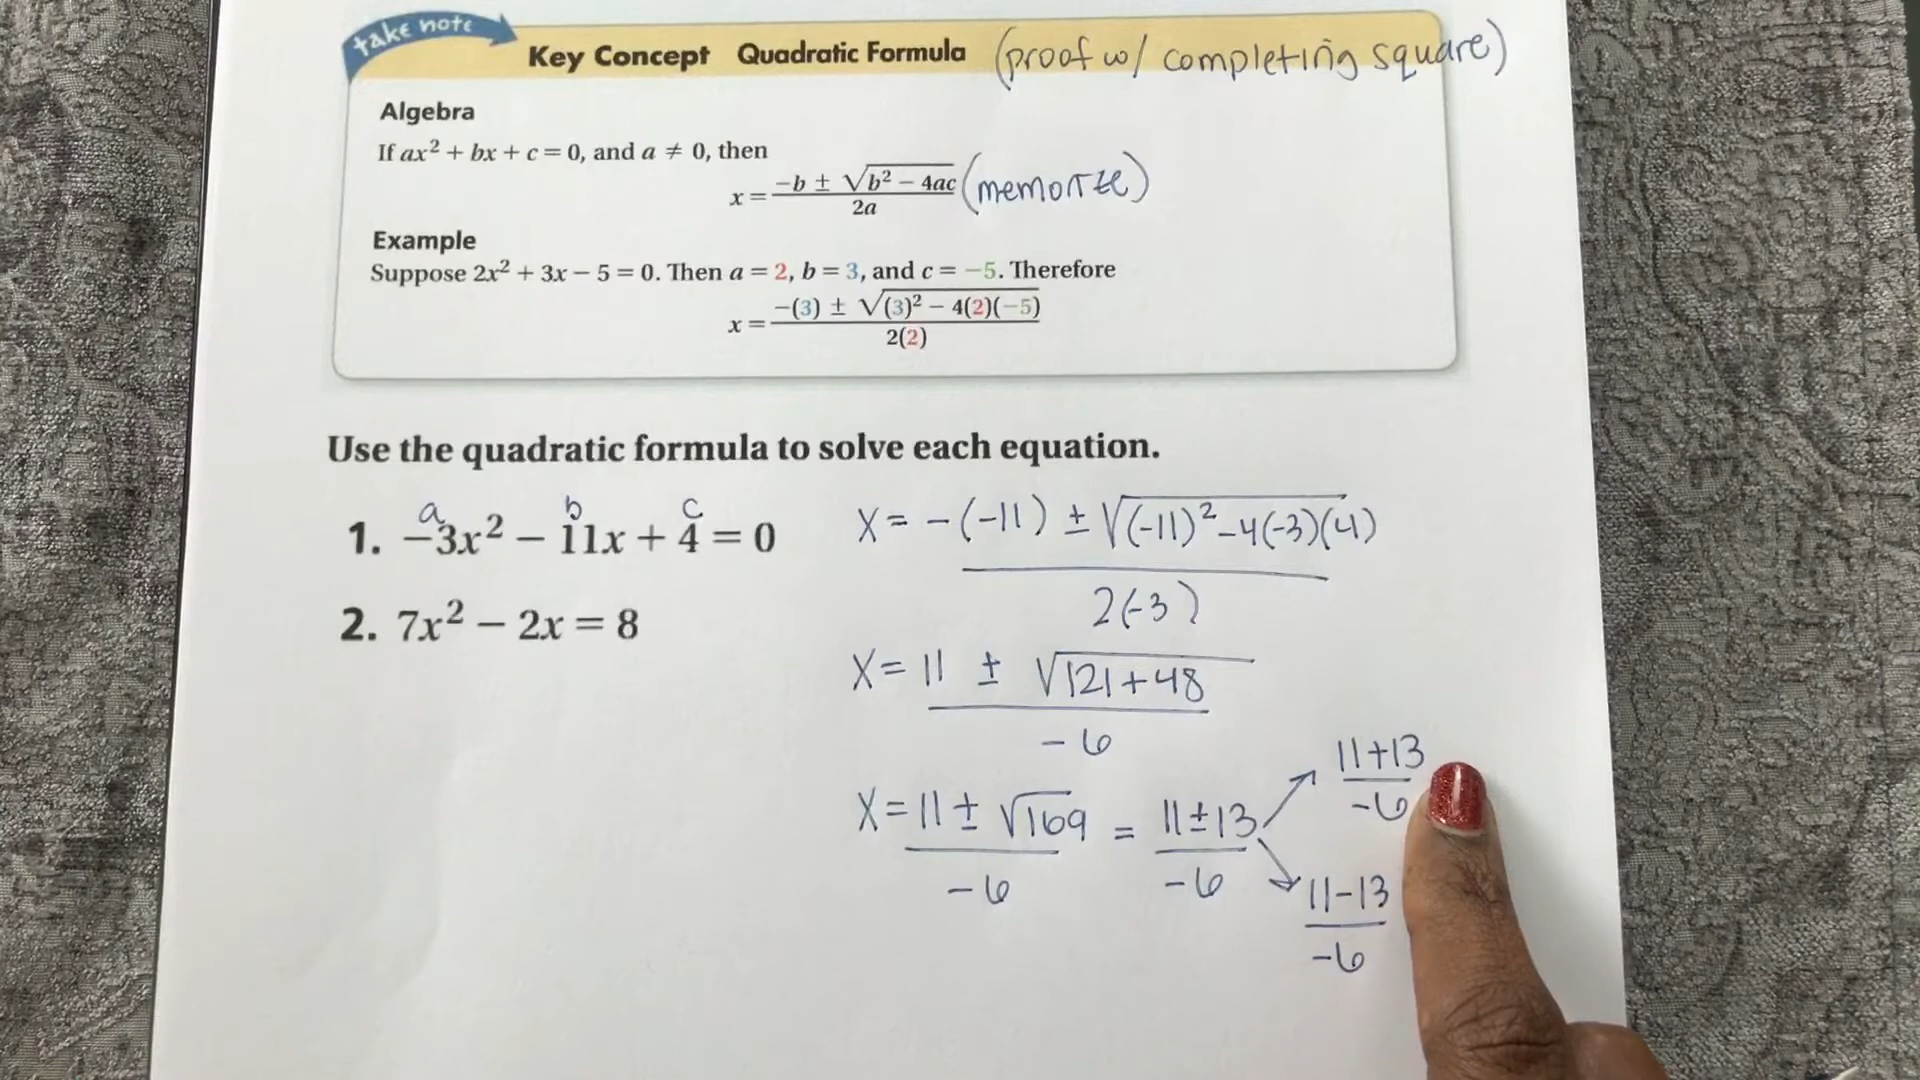 take note
Key Concept Quadratic Formula (proof w/ completing square)
Algebra
If ax² + bx + c = 0, and a ≠ 0, then
x = (-b ± √(b² − 4ac))/(2a) (memorize)
Example
Suppose 2x² + 3x − 5 = 0. Then a = 2, b = 3, and c = −5. Therefore
x = (−(3) ± √((3)² − 4(2)(−5)))/(2(2))
Use the quadratic formula to solve each equation.
a b c
1. −3x² − 11x + 4 = 0
2. 7x² − 2x = 8
x = −(−11) ± √((−11)² −4(−3)(4)) / 2(−3)
x = 11 ± √(121+48) / −6
x = 11 ± √169 / −6 = 11±13 / −6
11+13 / −6
11−13 / −6